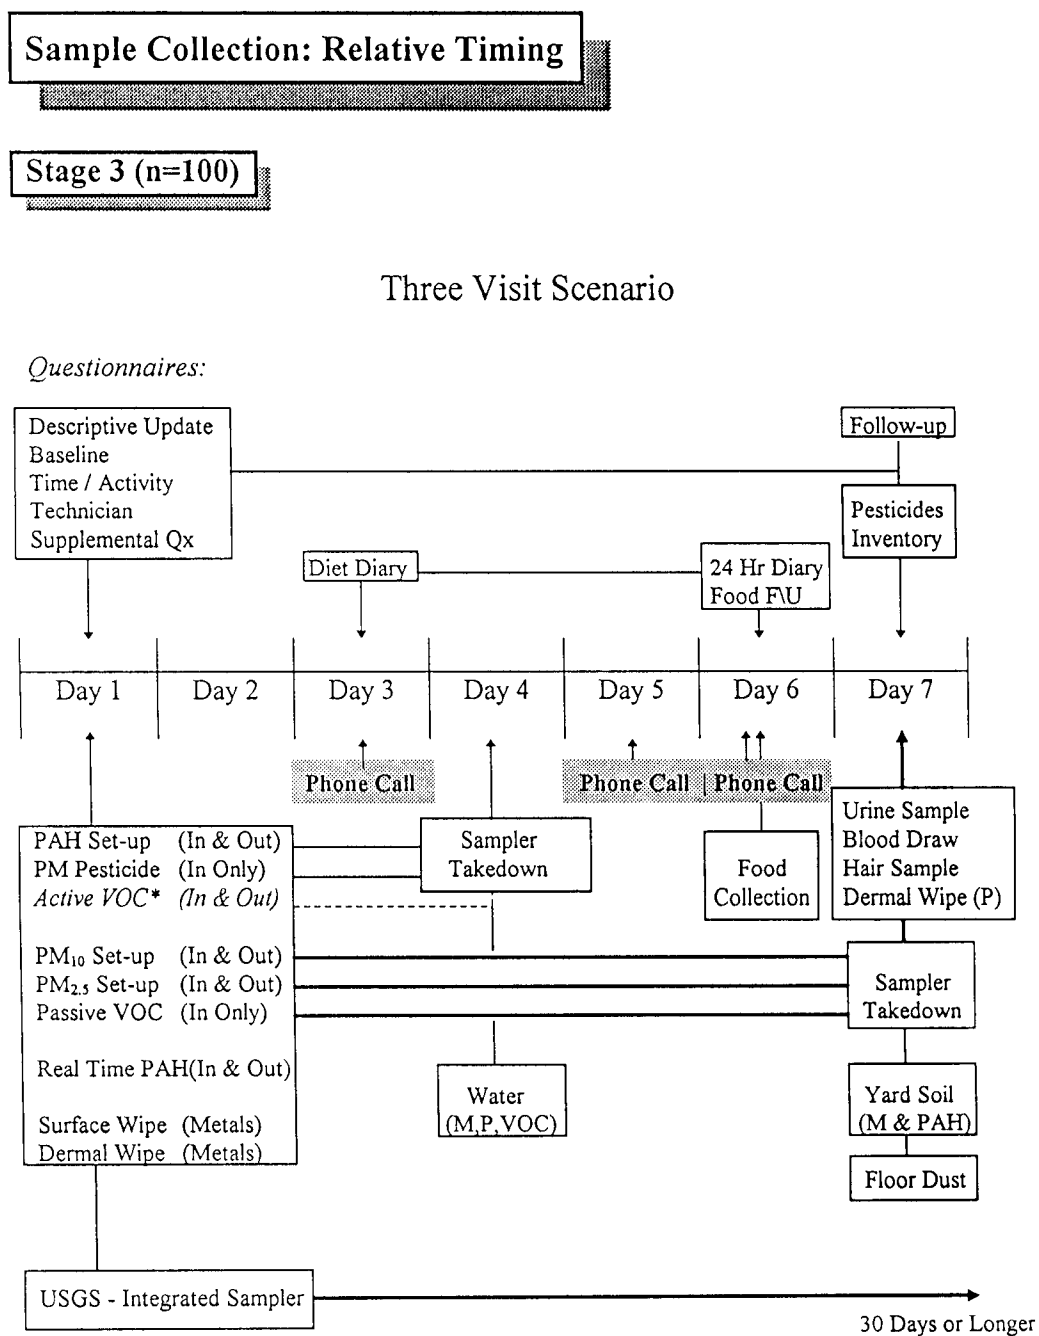 Sample Collection: Relative Timing
Stage 3 (n=100)
Three Visit Scenario
Questionnaires:
Descriptive Update
Baseline
Time / Activity
Technician
Supplemental Qx
Follow-up
Pesticides
Inventory
Diet Diary
24 Hr Diary
Food F\U
Day 1
Day 2
Day 3
Day 4
Day 5
Day 6
Day 7
Phone Call
Phone Call | Phone Call
PAH Set-up (In & Out)
PM Pesticide (In Only)
Active VOC* (In & Out)
PM10 Set-up (In & Out)
PM2.5 Set-up (In & Out)
Passive VOC (In Only)
Real Time PAH(In & Out)
Surface Wipe (Metals)
Dermal Wipe (Metals)
Sampler
Takedown
Water
(M,P,VOC)
Food
Collection
Urine Sample
Blood Draw
Hair Sample
Dermal Wipe (P)
Sampler
Takedown
Yard Soil
(M & PAH)
Floor Dust
USGS - Integrated Sampler
30 Days or Longer